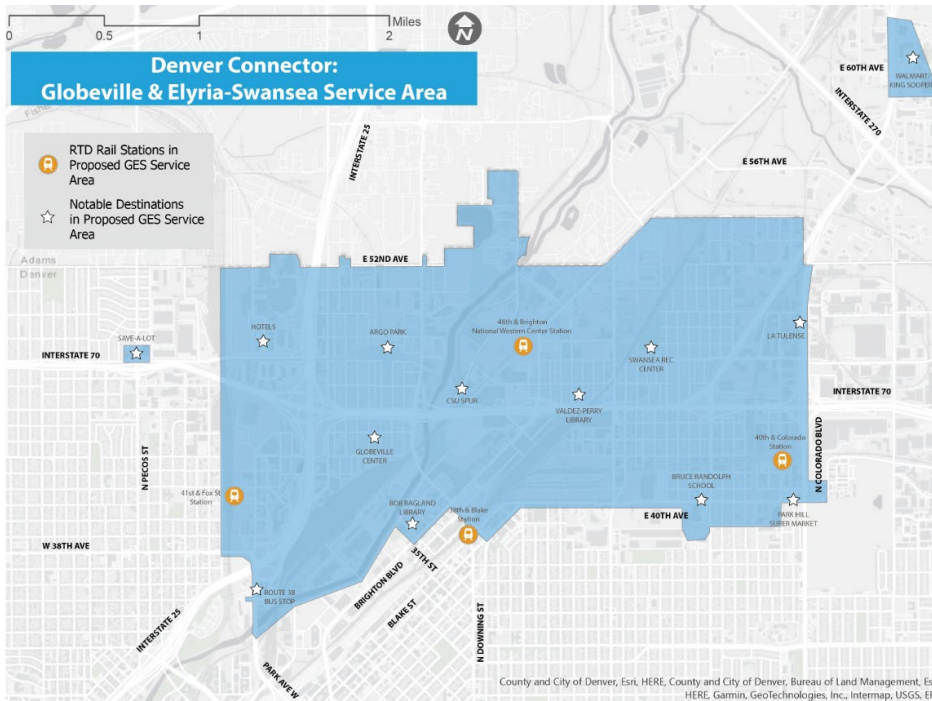 Miles
0
0.5
1
2
N
Denver Connector:
Globeville & Elyria-Swansea Service Area
RTD Rail Stations in
Proposed GES Service
Area
Notable Destinations
in Proposed GES Service
Area
Adams
Denver
INTERSTATE 25
E 60TH AVE
WALMART/
KING SOOPER
INTERSTATE 270
E 56TH AVE
E 52ND AVE
SAVE-A-LOT
INTERSTATE 70
HOTELS
ARGO PARK
48th & Brighton
National Western Center Station
SWANSEA REC
CENTER
LA TULENSE
CSU SPUR
VALDEZ-PERRY
LIBRARY
INTERSTATE 70
GLOBEVILLE
CENTER
N PECOS ST
41st & Fox St
Station
BOB RAGLAND
LIBRARY
38th & Blake
Station
BRUCE RANDOLPH
SCHOOL
40th & Colorado
Station
N COLORADO BLVD
E 40TH AVE
PARK HILL
SUPER MARKET
W 38TH AVE
35TH ST
ROUTE 38
BUS STOP
BRIGHTON BLVD
BLAKE ST
INTERSTATE 25
PARK AVE W
N DOWNING ST
County and City of Denver, Esri, HERE, County and City of Denver, Bureau of Land Management, Es
HERE, Garmin, GeoTechnologies, Inc., Intermap, USGS, EP